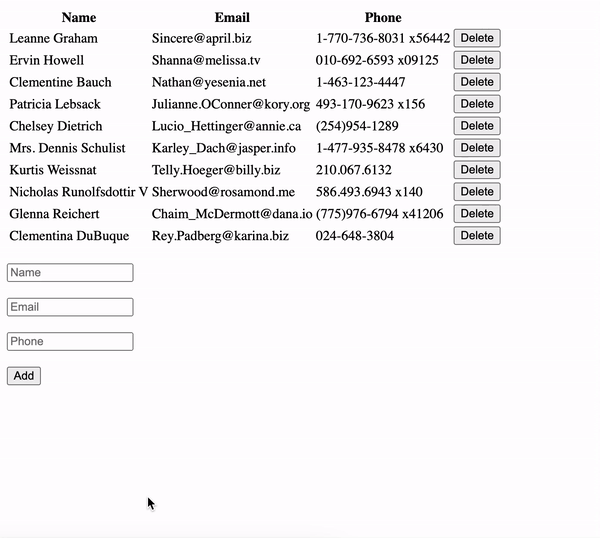 Name Email Phone
Leanne Graham Sincere@april.biz 1-770-736-8031 x56442 Delete
Ervin Howell Shanna@melissa.tv 010-692-6593 x09125 Delete
Clementine Bauch Nathan@yesenia.net 1-463-123-4447 Delete
Patricia Lebsack Julianne.OConner@kory.org 493-170-9623 x156 Delete
Chelsey Dietrich Lucio_Hettinger@annie.ca (254)954-1289 Delete
Mrs. Dennis Schulist Karley_Dach@jasper.info 1-477-935-8478 x6430 Delete
Kurtis Weissnat Telly.Hoeger@billy.biz 210.067.6132 Delete
Nicholas Runolfsdottir V Sherwood@rosamond.me 586.493.6943 x140 Delete
Glenna Reichert Chaim_McDermott@dana.io (775)976-6794 x41206 Delete
Clementina DuBuque Rey.Padberg@karina.biz 024-648-3804 Delete
Name
Email
Phone
Add